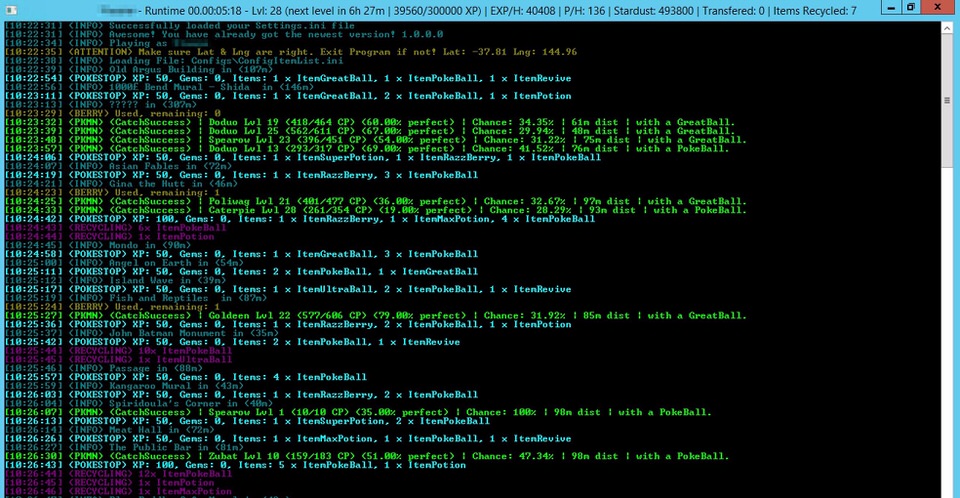 - Runtime 00.00:05:18 - Lvl: 28 (next level in 6h 27m | 39560/300000 XP) | EXP/H: 40408 | P/H: 136 | Stardust: 493800 | Transfered: 0 | Items Recycled: 7
[10:22:31] (INFO) Successfully loaded your Settings.ini file
[10:22:31] (INFO) Awesome! You have already got the newest version! 1.0.0.0
[10:22:34] (INFO) Playing as
[10:22:35] (ATTENTION) Make sure Lat & Lng are right. Exit Program if not! Lat: -37.81 Lng: 144.96
[10:22:38] (INFO) Loading File: Configs\ConfigItemList.ini
[10:22:39] (INFO) Old Argus Building in (107m)
[10:22:54] (POKESTOP) XP: 50, Gems: 0, Items: 1 x ItemGreatBall, 1 x ItemPokeBall, 1 x ItemRevive
[10:22:56] (INFO) 1000£ Bend Mural - Shida  in (146m)
[10:23:11] (POKESTOP) XP: 50, Gems: 0, Items: 1 x ItemGreatBall, 2 x ItemPokeBall, 1 x ItemPotion
[10:23:13] (INFO) ????? in (307m)
[10:23:29] (BERRY) Used, remaining: 0
[10:23:32] (PKMN) (CatchSuccess) | Doduo Lvl 19 (418/464 CP) (60.00% perfect) | Chance: 34.35% | 61m dist | with a GreatBall.
[10:23:39] (PKMN) (CatchSuccess) | Doduo Lvl 25 (562/611 CP) (67.00% perfect) | Chance: 29.94% | 48m dist | with a GreatBall.
[10:23:48] (PKMN) (CatchSuccess) | Spearow Lvl 23 (396/451 CP) (54.00% perfect) | Chance: 31.22% | 75m dist | with a GreatBall.
[10:23:57] (PKMN) (CatchSuccess) | Doduo Lvl 13 (293/317 CP) (69.00% perfect) | Chance: 41.52% | 76m dist | with a PokeBall.
[10:24:06] (POKESTOP) XP: 50, Gems: 0, Items: 1 x ItemSuperPotion, 1 x ItemRazzBerry, 1 x ItemPokeBall
[10:24:07] (INFO) Asian Fables in (72m)
[10:24:19] (POKESTOP) XP: 50, Gems: 0, Items: 1 x ItemRazzBerry, 3 x ItemPokeBall
[10:24:21] (INFO) Gina the Hutt in (46m)
[10:24:23] (BERRY) Used, remaining: 1
[10:24:25] (PKMN) (CatchSuccess) | Poliwag Lvl 21 (401/477 CP) (36.00% perfect) | Chance: 32.67% | 97m dist | with a GreatBall.
[10:24:33] (PKMN) (CatchSuccess) | Caterpie Lvl 28 (261/354 CP) (19.00% perfect) | Chance: 28.29% | 93m dist | with a PokeBall.
[10:24:42] (POKESTOP) XP: 100, Gems: 0, Items: 1 x ItemRazzBerry, 1 x ItemMaxPotion, 4 x ItemPokeBall
[10:24:43] (RECYCLING) 6x ItemPokeBall
[10:24:44] (RECYCLING) 1x ItemPotion
[10:24:45] (INFO) Mondo in (90m)
[10:24:58] (POKESTOP) XP: 50, Gems: 0, Items: 1 x ItemGreatBall, 3 x ItemPokeBall
[10:25:00] (INFO) Angel on Earth in (54m)
[10:25:11] (POKESTOP) XP: 50, Gems: 0, Items: 2 x ItemPokeBall, 1 x ItemGreatBall
[10:25:12] (INFO) Island Wave in (39m)
[10:25:17] (POKESTOP) XP: 50, Gems: 0, Items: 1 x ItemUltraBall, 2 x ItemPokeBall, 1 x ItemRevive
[10:25:19] (INFO) Fish and Reptiles  in (87m)
[10:25:24] (BERRY) Used, remaining: 1
[10:25:27] (PKMN) (CatchSuccess) | Goldeen Lvl 22 (577/606 CP) (79.00% perfect) | Chance: 31.92% | 85m dist | with a GreatBall.
[10:25:36] (POKESTOP) XP: 50, Gems: 0, Items: 1 x ItemRazzBerry, 2 x ItemPokeBall, 1 x ItemPotion
[10:25:37] (INFO) John Batman Monument in (35m)
[10:25:42] (POKESTOP) XP: 50, Gems: 0, Items: 2 x ItemPokeBall, 1 x ItemRevive
[10:25:44] (RECYCLING) 10x ItemPokeBall
[10:25:45] (RECYCLING) 1x ItemUltraBall
[10:25:46] (INFO) Passage in (88m)
[10:25:57] (POKESTOP) XP: 50, Gems: 0, Items: 4 x ItemPokeBall
[10:25:59] (INFO) Kangaroo Mural in (43m)
[10:26:03] (POKESTOP) XP: 50, Gems: 0, Items: 1 x ItemRazzBerry, 2 x ItemPokeBall
[10:26:04] (INFO) Spiridoula's Corner in (40m)
[10:26:07] (PKMN) (CatchSuccess) | Spearow Lvl 1 (10/10 CP) (35.00% perfect) | Chance: 100% | 98m dist | with a PokeBall.
[10:26:13] (POKESTOP) XP: 50, Gems: 0, Items: 1 x ItemSuperPotion, 2 x ItemPokeBall
[10:26:14] (INFO) Meat Hall in (72m)
[10:26:26] (POKESTOP) XP: 50, Gems: 0, Items: 1 x ItemMaxPotion, 1 x ItemPokeBall, 1 x ItemRevive
[10:26:27] (INFO) The Public Bar in (81m)
[10:26:30] (PKMN) (CatchSuccess) | Zubat Lvl 10 (159/183 CP) (51.00% perfect) | Chance: 47.34% | 98m dist | with a PokeBall.
[10:26:43] (POKESTOP) XP: 100, Gems: 0, Items: 5 x ItemPokeBall, 1 x ItemPotion
[10:26:44] (RECYCLING) 12x ItemPokeBall
[10:26:45] (RECYCLING) 1x ItemPotion
[10:26:46] (RECYCLING) 1x ItemMaxPotion